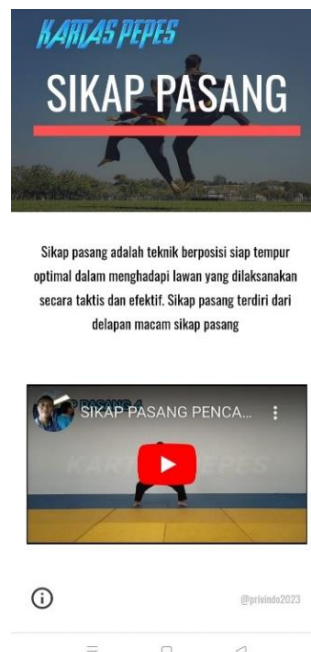 KARTAS PEPES
SIKAP PASANG
Sikap pasang adalah teknik berposisi siap tempur
optimal dalam menghadapi lawan yang dilaksanakan
secara taktis dan efektif. Sikap pasang terdiri dari
delapan macam sikap pasang
SIKAP PASANG PENCA...
@privindo2023